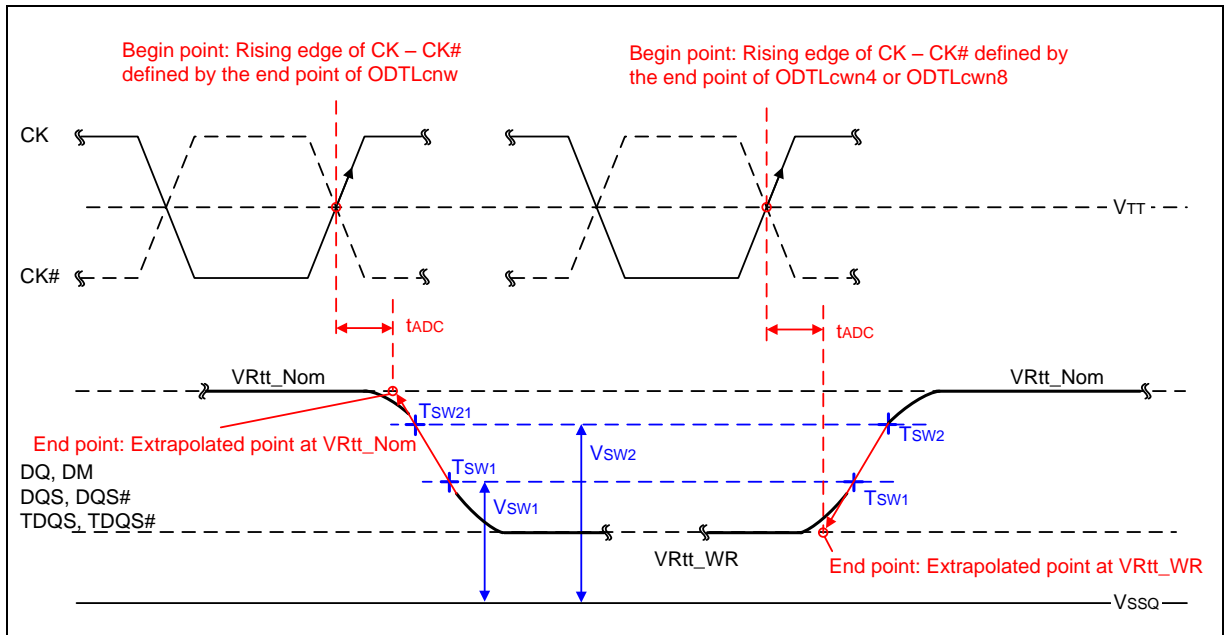 Begin point: Rising edge of CK – CK#
defined by the end point of ODTLcnw
Begin point: Rising edge of CK – CK# defined by
the end point of ODTLcwn4 or ODTLcwn8
CK
VTT
CK#
tADC
tADC
VRtt_Nom
VRtt_Nom
TSW21
TSW2
End point: Extrapolated point at VRtt_Nom
VSW2
DQ, DM
DQS, DQS#
TDQS, TDQS#
TSW1
VSW1
TSW1
VRtt_WR
End point: Extrapolated point at VRtt_WR
VSSQ